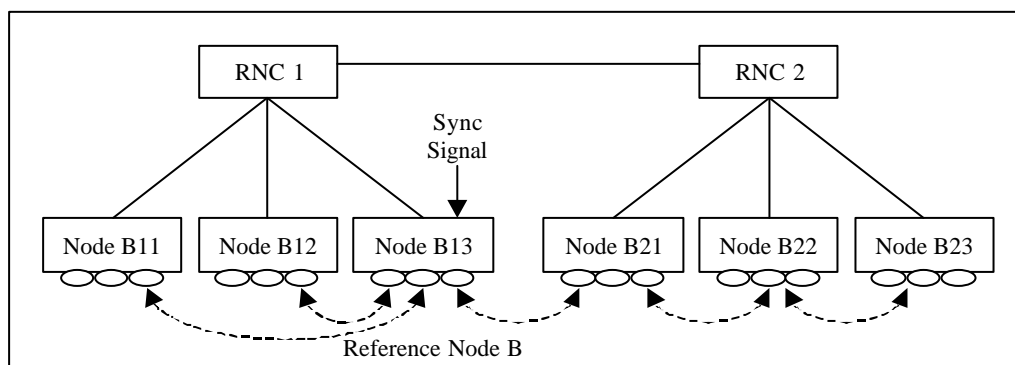 RNC 1
RNC 2
Sync
Signal
Node B11
Node B12
Node B13
Node B21
Node B22
Node B23
Reference Node B